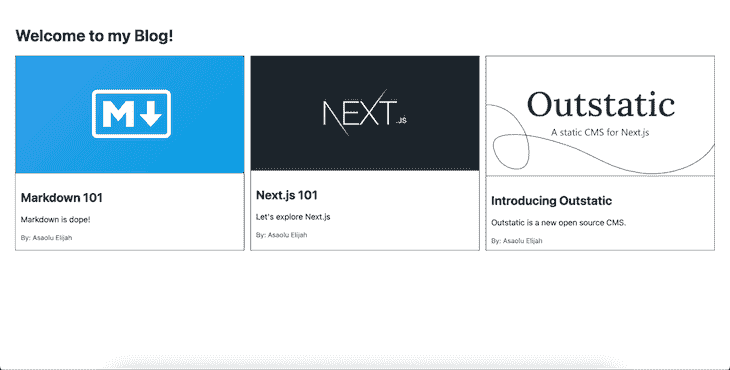 Welcome to my Blog!
M
NEXT.JS
Outstatic
A static CMS for Next.js
Markdown 101
Markdown is dope!
By: Asaolu Elijah
Next.js 101
Let's explore Next.js
By: Asaolu Elijah
Introducing Outstatic
Outstatic is a new open source CMS.
By: Asaolu Elijah